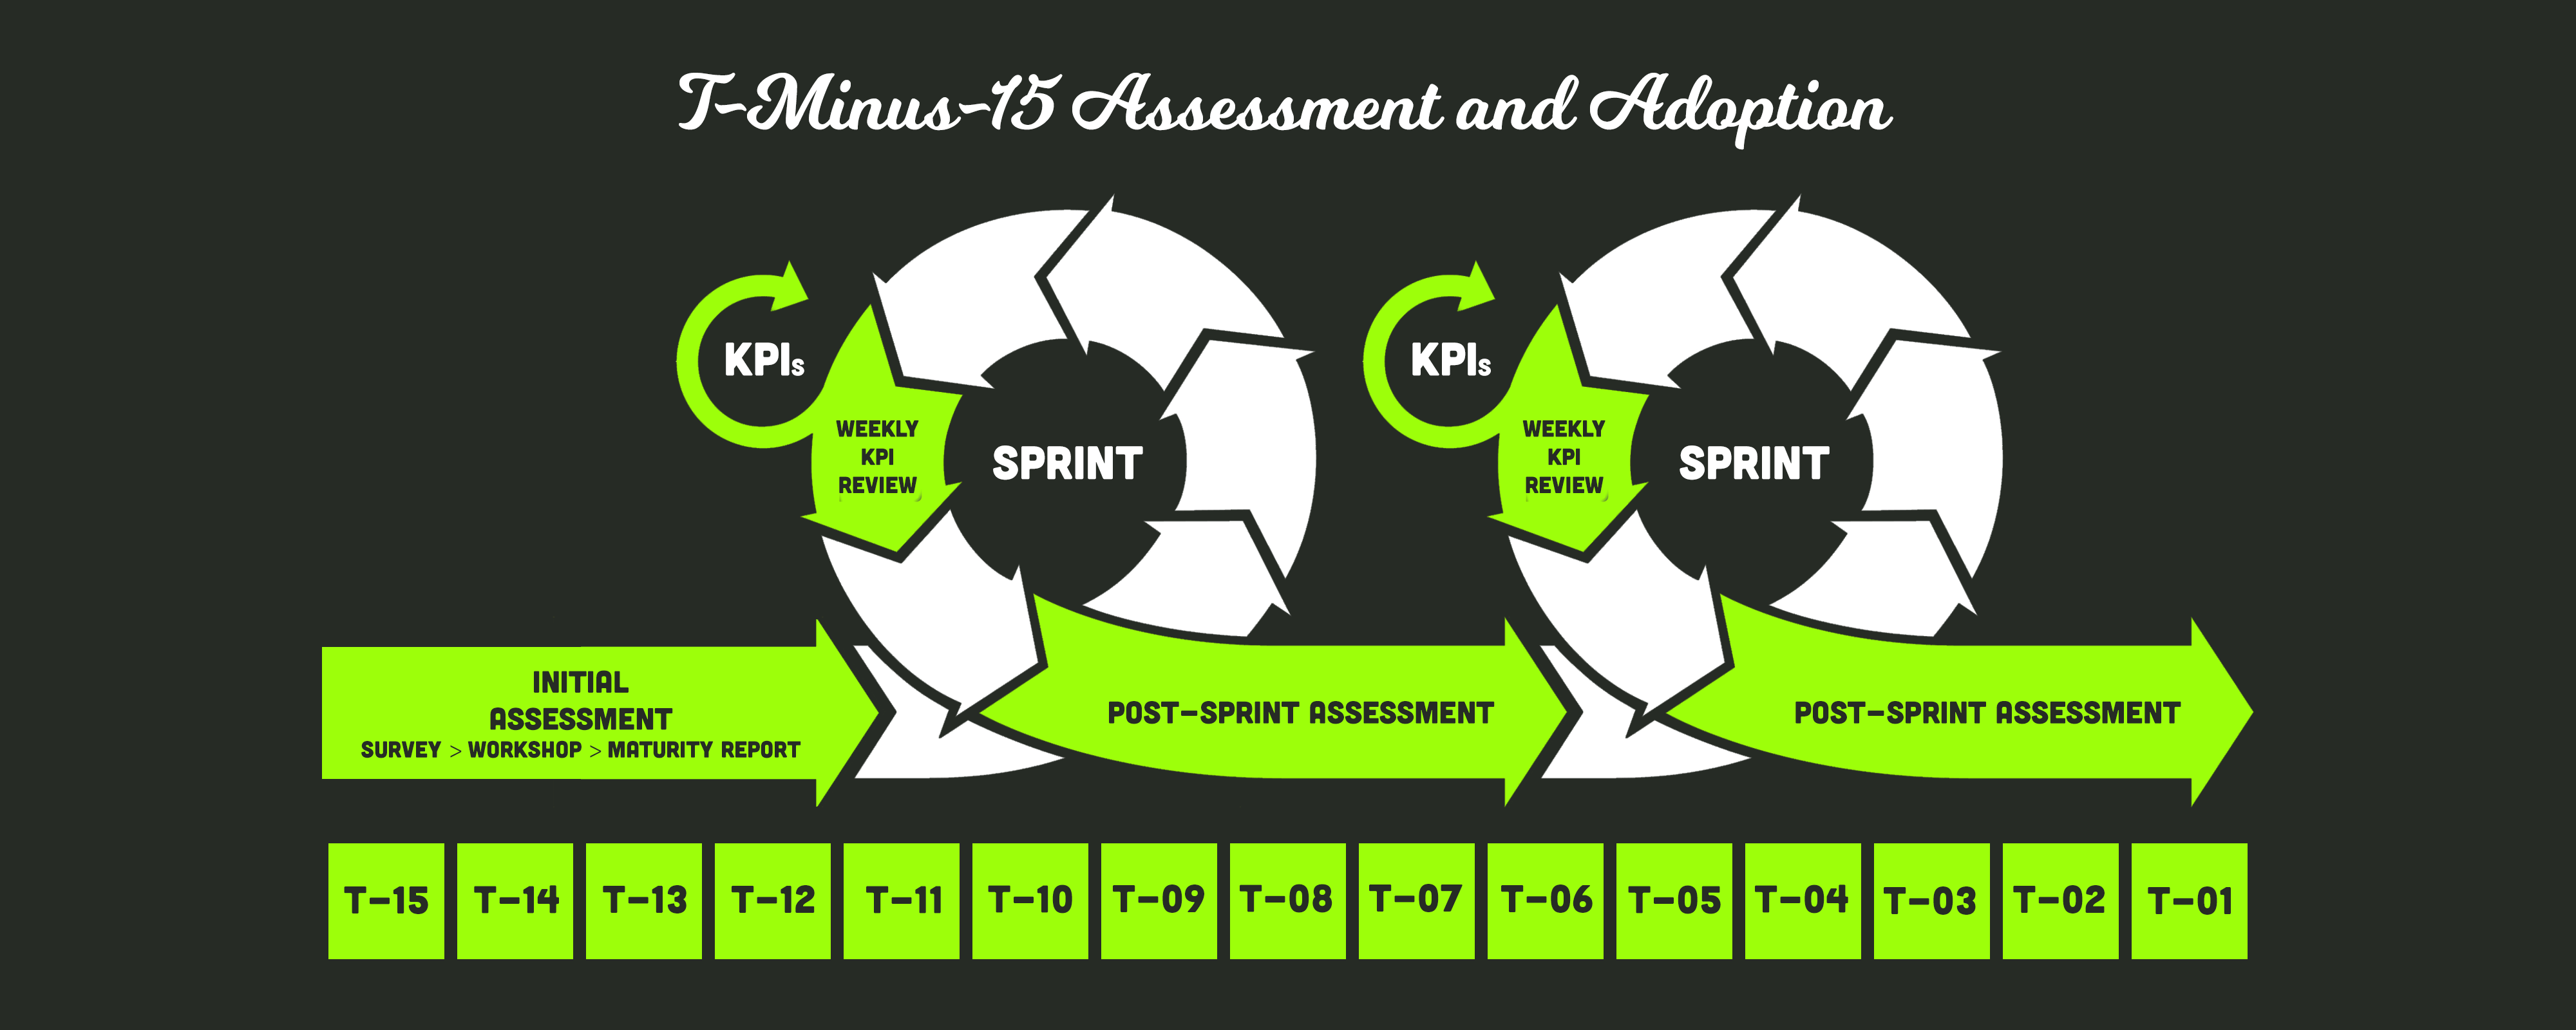 T-Minus-15 Assessment and Adoption
KPIs
WEEKLY
KPI
REVIEW
SPRINT
KPIs
WEEKLY
KPI
REVIEW
SPRINT
INITIAL
ASSESSMENT
SURVEY > WORKSHOP > MATURITY REPORT
POST-SPRINT ASSESSMENT
POST-SPRINT ASSESSMENT
T-15 T-14 T-13 T-12 T-11 T-10 T-09 T-08 T-07 T-06 T-05 T-04 T-03 T-02 T-01